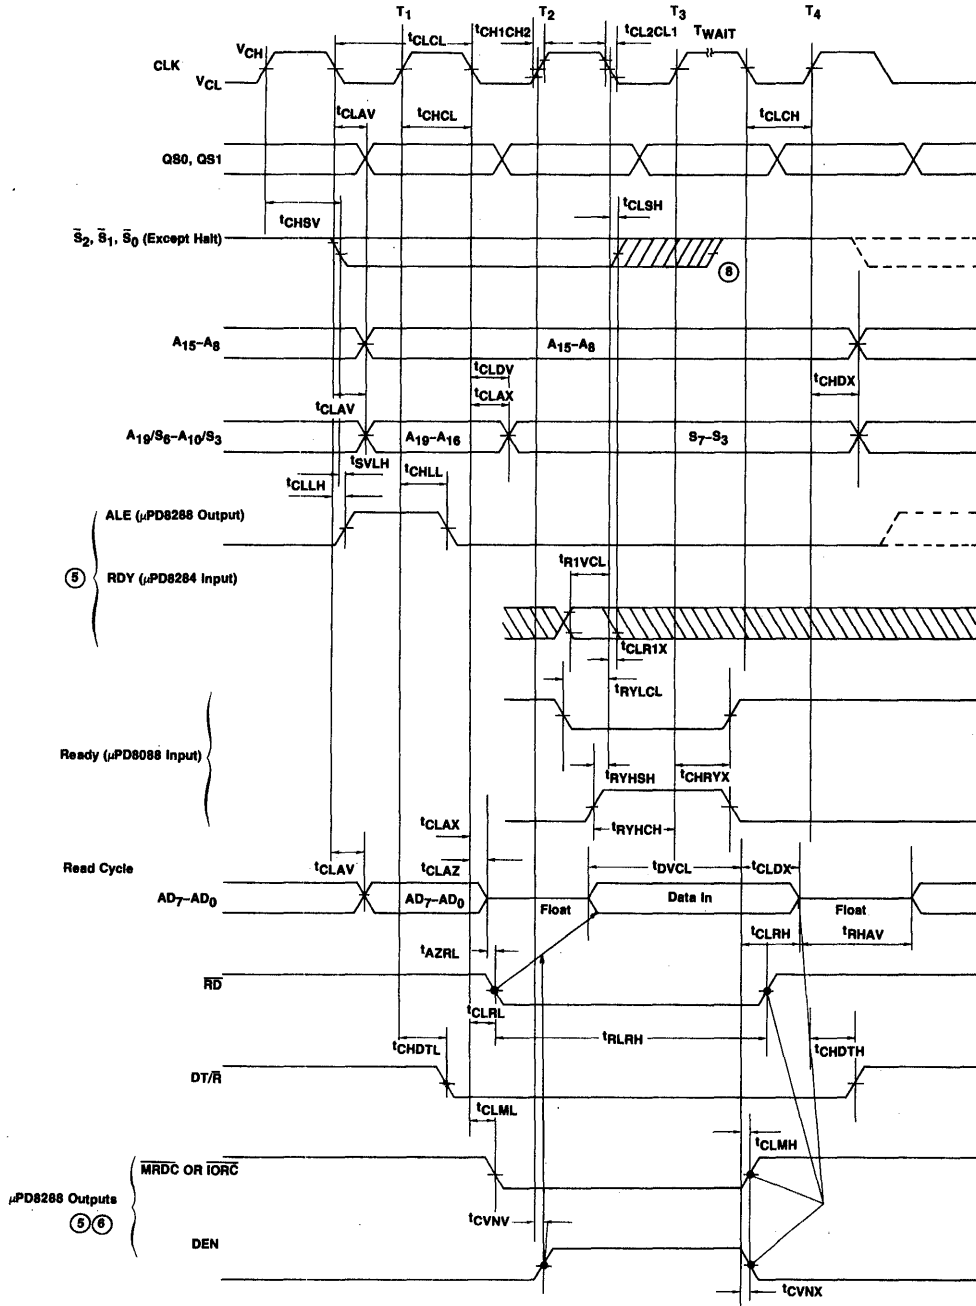 T1 T2 T3 T4
tCLCL tCH1CH2 tCL2CL1 TWAIT
VCH
CLK
VCL
tCLAV tCHCL tCLCH
QS0, QS1
tCLSH
tCHSV
S̅2, S̅1, S̅0 (Except Halt)
8
A15–A8 A15–A8
tCLDV
tCHDX
tCLAX
tCLAV
A19/S6–A10/S3 A19–A16 S7–S3
tSVLH
tCHLL
tCLLH
ALE (μPD8288 Output)
tR1VCL
5 RDY (μPD8284 Input)
tCLR1X
tRYLCL
Ready (μPD8088 Input)
tRYHSH tCHRYX
tCLAX tRYHCH
Read Cycle tCLAV tCLAZ tDVCL tCLDX
AD7–AD0 AD7–AD0 Float Data In Float
tCLRH tRHAV
tAZRL
R̅D̅
tCLRL
tRLRH
tCHDTL tCHDTH
DT/R̅
tCLML
tCLMH
M̅R̅D̅C̅ OR I̅O̅R̅C̅
μPD8288 Outputs
5 6
tCVNV
DEN
tCVNX